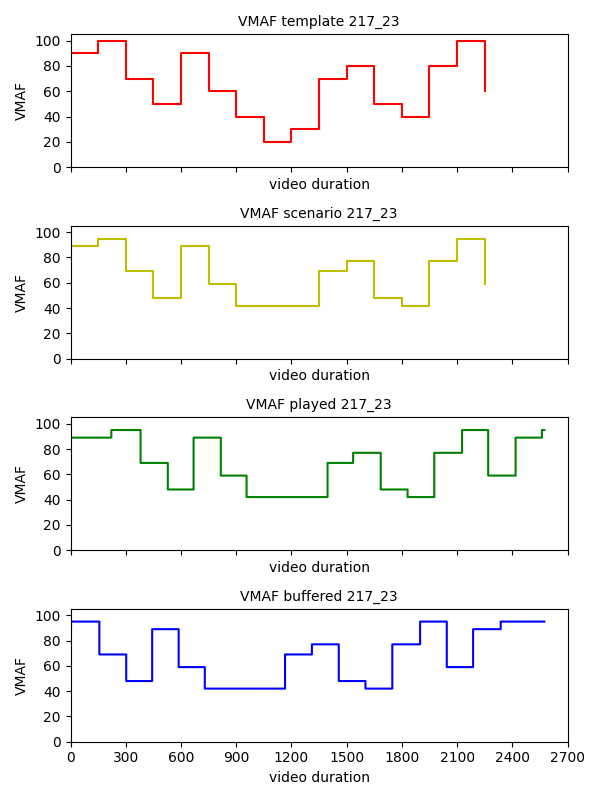 VMAF template 217_23
100
80
60
40
20
0
VMAF
video duration
VMAF scenario 217_23
100
80
60
40
20
0
VMAF
video duration
VMAF played 217_23
100
80
60
40
20
0
VMAF
video duration
VMAF buffered 217_23
100
80
60
40
20
0
VMAF
0 300 600 900 1200 1500 1800 2100 2400 2700
video duration